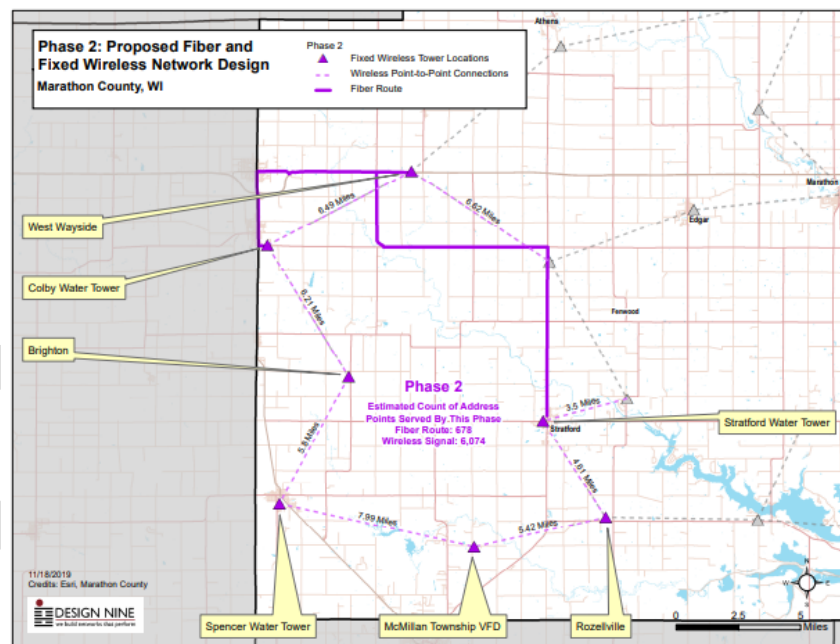 Phase 2: Proposed Fiber and
Fixed Wireless Network Design
Marathon County, WI
Phase 2
Fixed Wireless Tower Locations
Wireless Point-to-Point Connections
Fiber Route
Athens
Marathon
Edgar
West Wayside
6.49 Miles
6.62 Miles
Colby Water Tower
6.21 Miles
Fenwood
Brighton
Phase 2
Estimated Count of Address
Points Served By This Phase
Fiber Route: 678
Wireless Signal: 6,074
3.5 Miles
Stratford
Stratford Water Tower
5.8 Miles
4.61 Miles
7.99 Miles
5.42 Miles
11/18/2019
Credits: Esri, Marathon County
DESIGN NINE
we build networks that perform
Spencer Water Tower
McMillan Township VFD
Rozellville
N
W
E
S
0 2.5 5
Miles